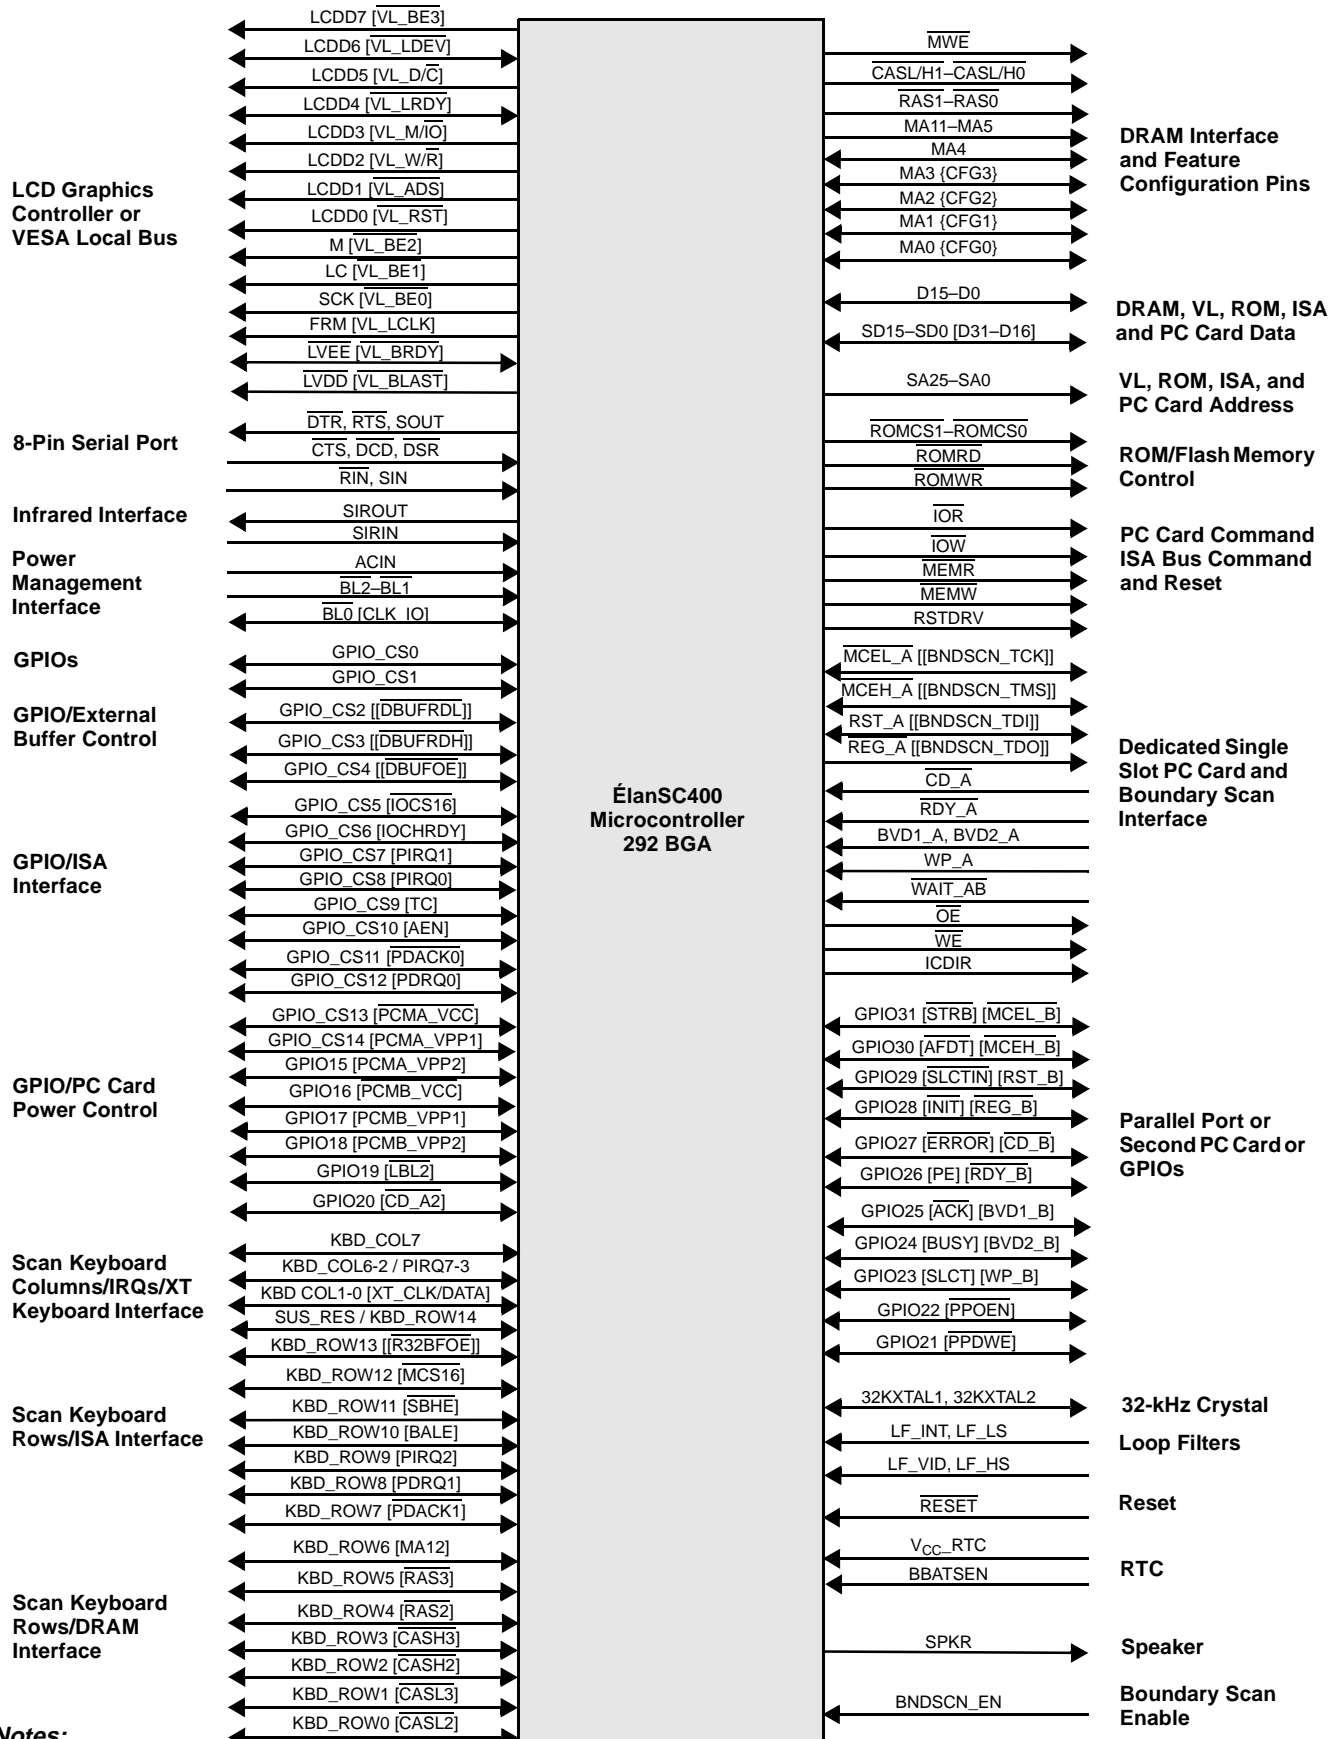 LCDD7 [VL_BE3]
LCDD6 [VL_LDEV]
LCDD5 [VL_D/C]
LCDD4 [VL_LRDY]
LCDD3 [VL_M/IO]
LCDD2 [VL_W/R]
LCDD1 [VL_ADS]
LCDD0 [VL_RST]
M [VL_BE2]
LC [VL_BE1]
SCK [VL_BE0]
FRM [VL_LCLK]
LVEE [VL_BRDY]
LVDD [VL_BLAST]
LCD Graphics
Controller or
VESA Local Bus
8-Pin Serial Port
DTR, RTS, SOUT
CTS, DCD, DSR
RIN, SIN
Infrared Interface
SIROUT
SIRIN
Power
Management
Interface
ACIN
BL2–BL1
BL0 [CLK_IO]
GPIOs
GPIO_CS0
GPIO_CS1
GPIO/External
Buffer Control
GPIO_CS2 [[DBUFRDL]]
GPIO_CS3 [[DBUFRDH]]
GPIO_CS4 [[DBUFOE]]
GPIO/ISA
Interface
GPIO_CS5 [IOCS16]
GPIO_CS6 [IOCHRDY]
GPIO_CS7 [PIRQ1]
GPIO_CS8 [PIRQ0]
GPIO_CS9 [TC]
GPIO_CS10 [AEN]
GPIO_CS11 [PDACK0]
GPIO_CS12 [PDRQ0]
GPIO/PC Card
Power Control
GPIO_CS13 [PCMA_VCC]
GPIO_CS14 [PCMA_VPP1]
GPIO15 [PCMA_VPP2]
GPIO16 [PCMB_VCC]
GPIO17 [PCMB_VPP1]
GPIO18 [PCMB_VPP2]
GPIO19 [LBL2]
GPIO20 [CD_A2]
Scan Keyboard
Columns/IRQs/XT
Keyboard Interface
KBD_COL7
KBD_COL6-2 / PIRQ7-3
KBD COL1-0 [XT_CLK/DATA]
SUS_RES / KBD_ROW14
KBD_ROW13 [[R32BFOE]]
Scan Keyboard
Rows/ISA Interface
KBD_ROW12 [MCS16]
KBD_ROW11 [SBHE]
KBD_ROW10 [BALE]
KBD_ROW9 [PIRQ2]
KBD_ROW8 [PDRQ1]
KBD_ROW7 [PDACK1]
Scan Keyboard
Rows/DRAM
Interface
KBD_ROW6 [MA12]
KBD_ROW5 [RAS3]
KBD_ROW4 [RAS2]
KBD_ROW3 [CASH3]
KBD_ROW2 [CASH2]
KBD_ROW1 [CASL3]
KBD_ROW0 [CASL2]
Notes:
ÉlanSC400
Microcontroller
292 BGA
MWE
CASL/H1–CASL/H0
RAS1–RAS0
MA11–MA5
MA4
MA3 {CFG3}
MA2 {CFG2}
MA1 {CFG1}
MA0 {CFG0}
DRAM Interface
and Feature
Configuration Pins
D15–D0
SD15–SD0 [D31–D16]
DRAM, VL, ROM, ISA
and PC Card Data
SA25–SA0
VL, ROM, ISA, and
PC Card Address
ROMCS1–ROMCS0
ROMRD
ROMWR
ROM/Flash Memory
Control
IOR
IOW
MEMR
MEMW
RSTDRV
PC Card Command
ISA Bus Command
and Reset
MCEL_A [[BNDSCN_TCK]]
MCEH_A [[BNDSCN_TMS]]
RST_A [[BNDSCN_TDI]]
REG_A [[BNDSCN_TDO]]
CD_A
RDY_A
BVD1_A, BVD2_A
WP_A
WAIT_AB
OE
WE
ICDIR
Dedicated Single
Slot PC Card and
Boundary Scan
Interface
GPIO31 [STRB] [MCEL_B]
GPIO30 [AFDT] [MCEH_B]
GPIO29 [SLCTIN] [RST_B]
GPIO28 [INIT] [REG_B]
GPIO27 [ERROR] [CD_B]
GPIO26 [PE] [RDY_B]
GPIO25 [ACK] [BVD1_B]
GPIO24 [BUSY] [BVD2_B]
GPIO23 [SLCT] [WP_B]
GPIO22 [PPOEN]
GPIO21 [PPDWE]
Parallel Port or
Second PC Card or
GPIOs
32KXTAL1, 32KXTAL2
32-kHz Crystal
LF_INT, LF_LS
LF_VID, LF_HS
Loop Filters
RESET
Reset
VCC_RTC
BBATSEN
RTC
SPKR
Speaker
BNDSCN_EN
Boundary Scan
Enable